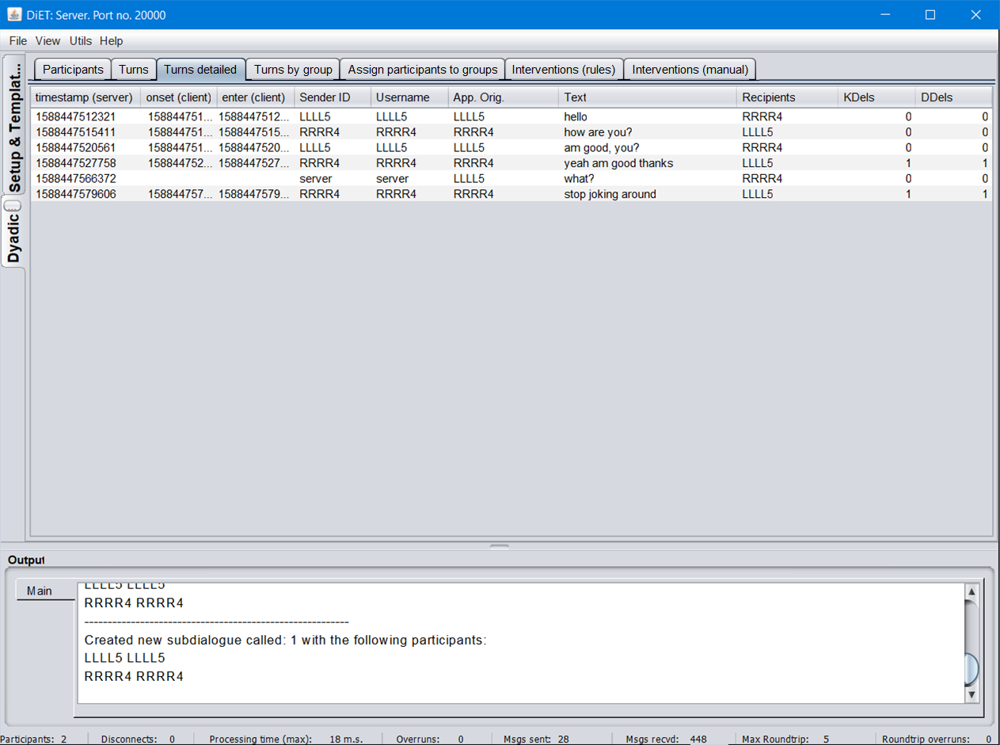 DiET: Server. Port no. 20000
File View Utils Help
Setup & Templat...
Dyadic
Participants Turns Turns detailed Turns by group Assign participants to groups Interventions (rules) Interventions (manual)
timestamp (server) onset (client) enter (client) Sender ID Username App. Orig. Text Recipients KDels DDels
1588447512321 158844751... 1588447512... LLLL5 LLLL5 LLLL5 hello RRRR4 0 0
1588447515411 158844751... 1588447515... RRRR4 RRRR4 RRRR4 how are you? LLLL5 0 0
1588447520561 158844751... 1588447520... LLLL5 LLLL5 LLLL5 am good, you? RRRR4 0 0
1588447527758 158844752... 1588447527... RRRR4 RRRR4 RRRR4 yeah am good thanks LLLL5 1 1
1588447566372 server server LLLL5 what? RRRR4 0 0
1588447579606 158844757... 1588447579... RRRR4 RRRR4 RRRR4 stop joking around LLLL5 1 1
Output
Main
LLLL5 LLLL5
RRRR4 RRRR4
---------------------------------------------------------
Created new subdialogue called: 1 with the following participants:
LLLL5 LLLL5
RRRR4 RRRR4
Participants: 2 Disconnects: 0 Processing time (max): 18 m.s. Overruns: 0 Msgs sent: 28 Msgs recvd: 448 Max Roundtrip: 5 Roundtrip overruns: 0